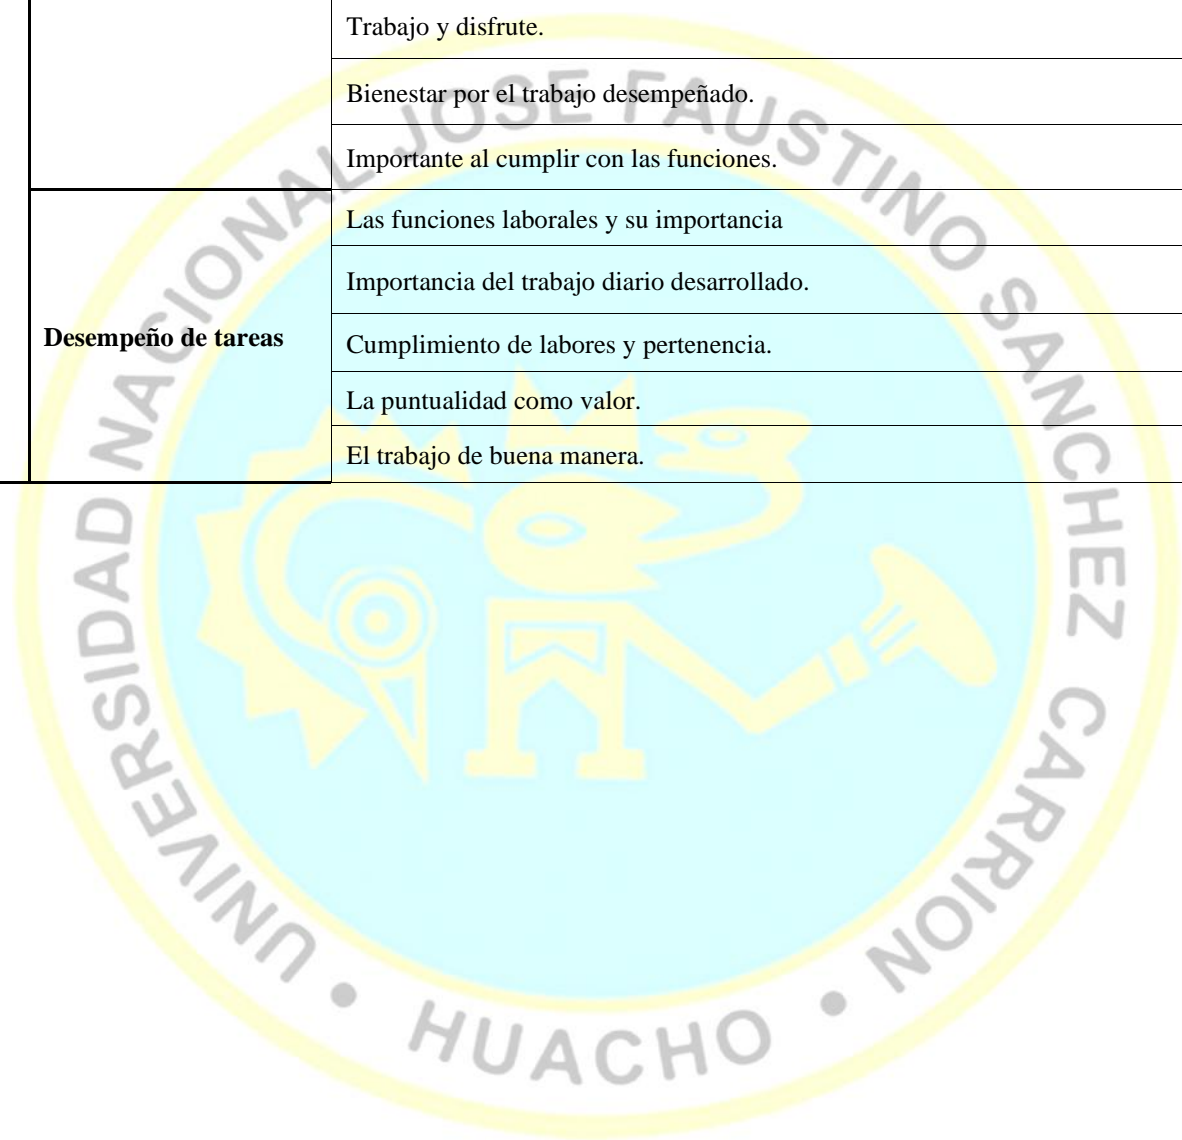 Trabajo y disfrute.
Bienestar por el trabajo desempeñado.
Importante al cumplir con las funciones.
Desempeño de tareas
Las funciones laborales y su importancia
Importancia del trabajo diario desarrollado.
Cumplimiento de labores y pertenencia.
La puntualidad como valor.
El trabajo de buena manera.
UNIVERSIDAD NACIONAL JOSE FAUSTINO SANCHEZ CARRION
• HUACHO •